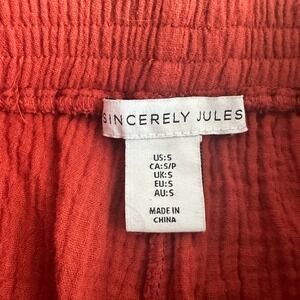 SINCERELY JULES
US:S
CA:S/P
UK:S
EU:S
AU:S
MADE IN
CHINA